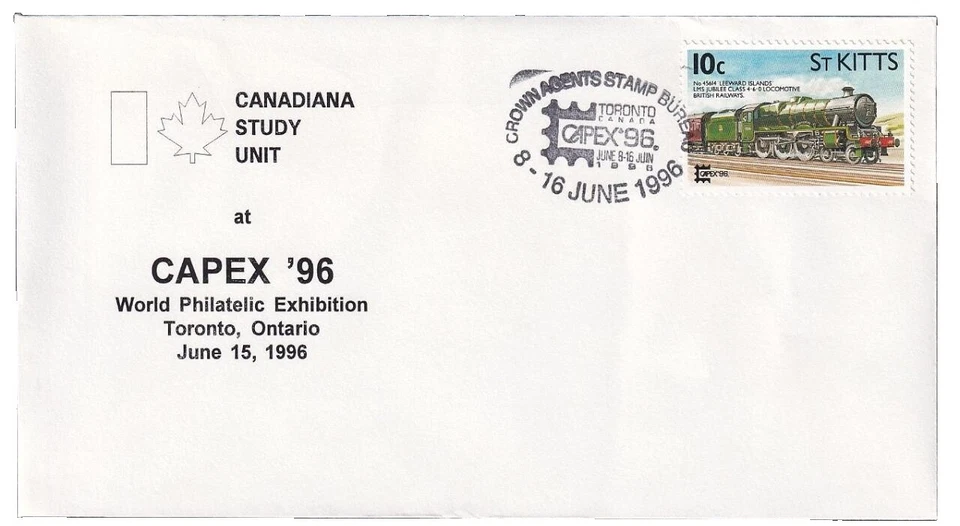 CANADIANA
STUDY
UNIT
at
CAPEX '96
World Philatelic Exhibition
Toronto, Ontario
June 15, 1996
CROWN AGENTS STAMP BUREAU
TORONTO
CANADA
CAPEX'96.
JUNE 8-16 JUIN
1996
8 - 16 JUNE 1996
10c
ST KITTS
No 45614 'LEEWARD ISLANDS'
LMS JUBILEE CLASS 4-6-0 LOCOMOTIVE
BRITISH RAILWAYS.
CAPEX'96.